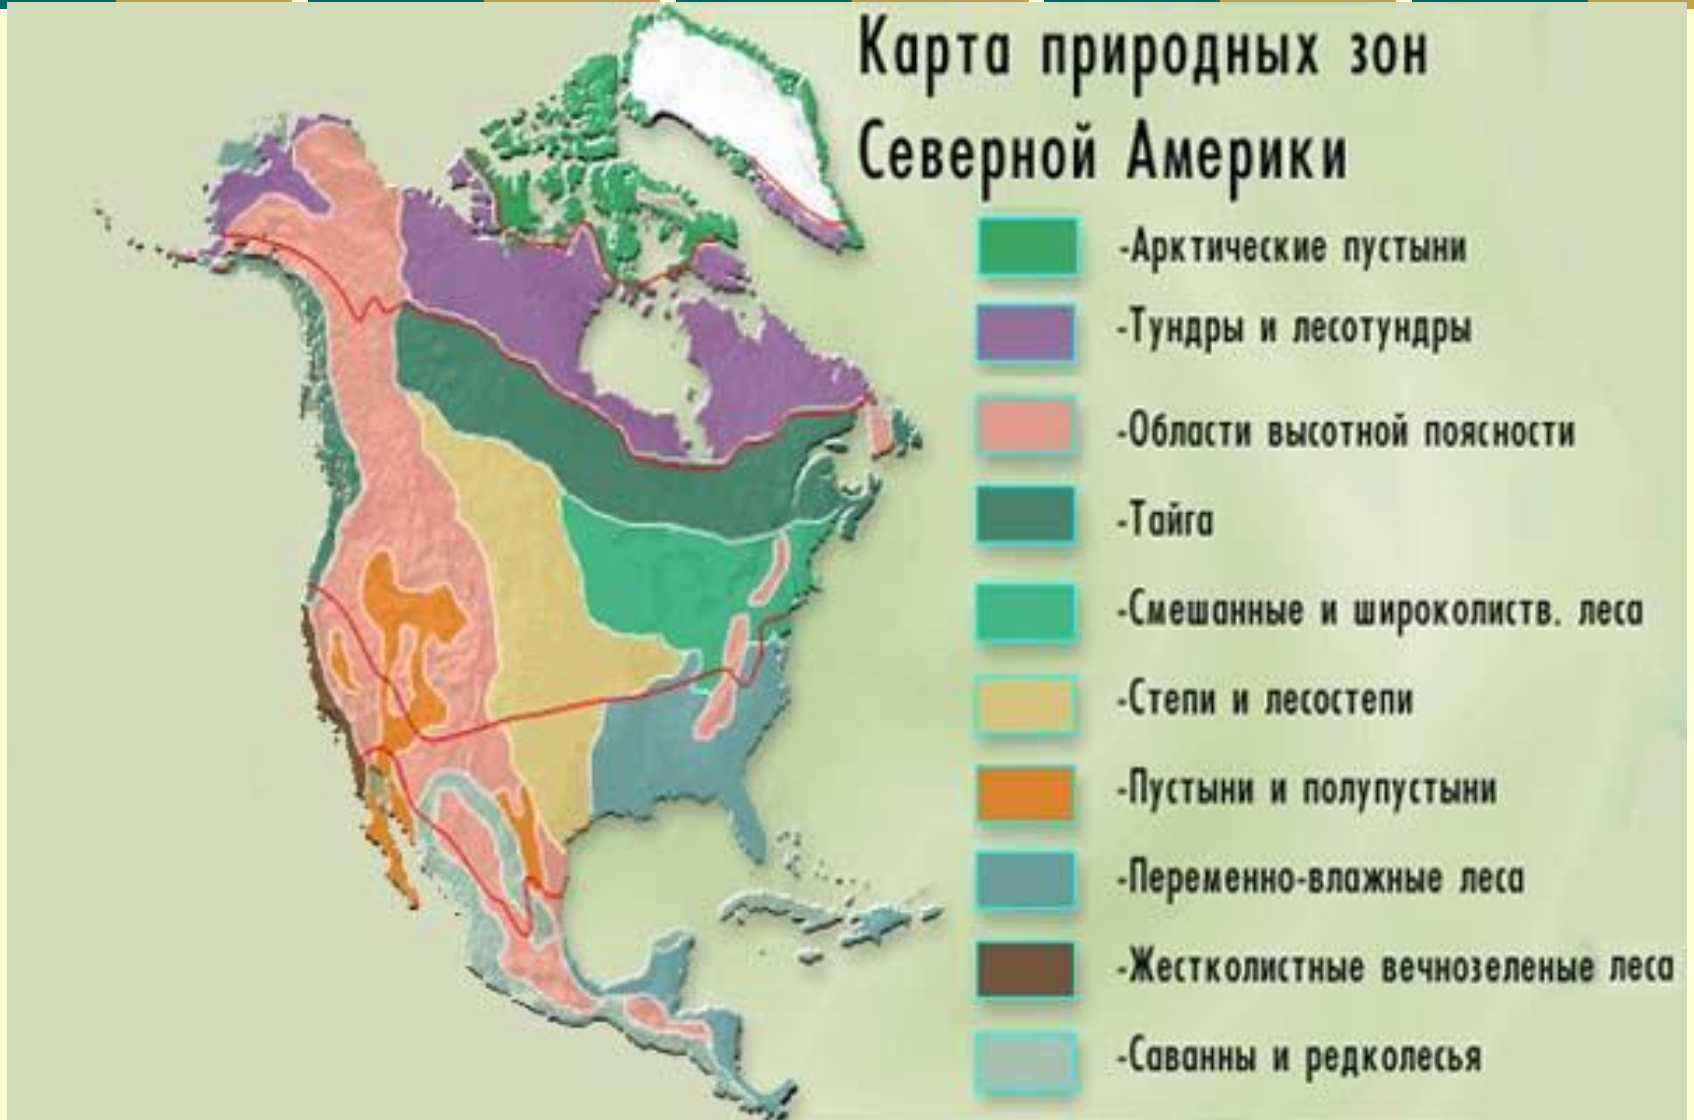 Карта природных зон
Северной Америки
-Арктические пустыни
-Тундры и лесотундры
-Области высотной поясности
-Тайга
-Смешанные и широколиств. леса
-Степи и лесостепи
-Пустыни и полупустыни
-Переменно-влажные леса
-Жестколистные вечнозеленые леса
-Саванны и редколесья